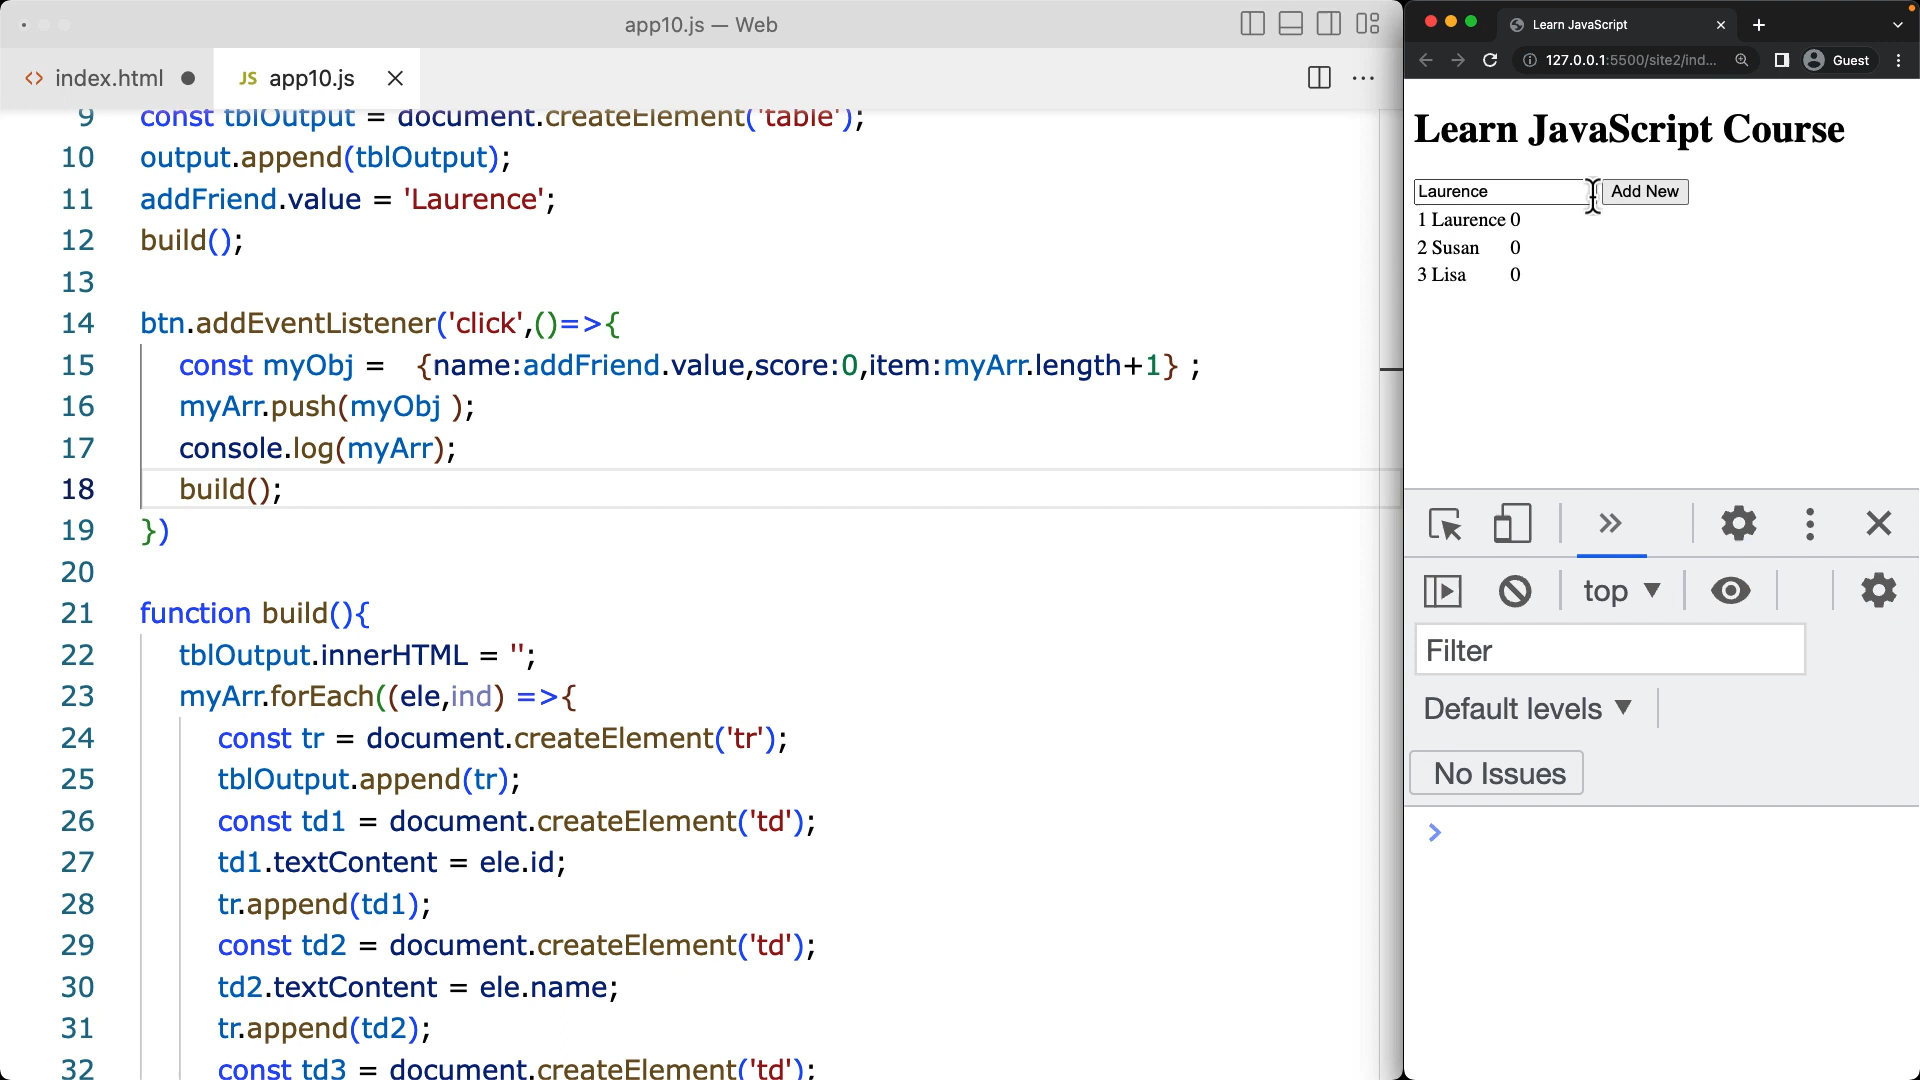 app10.js — Web
index.html
JS app10.js
9 const tblOutput = document.createElement('table');
10 output.append(tblOutput);
11 addFriend.value = 'Laurence';
12 build();
13
14 btn.addEventListener('click',()=>{
15 const myObj = {name:addFriend.value,score:0,item:myArr.length+1} ;
16 myArr.push(myObj );
17 console.log(myArr);
18 build();
19 })
20
21 function build(){
22 tblOutput.innerHTML = '';
23 myArr.forEach((ele,ind) =>{
24 const tr = document.createElement('tr');
25 tblOutput.append(tr);
26 const td1 = document.createElement('td');
27 td1.textContent = ele.id;
28 tr.append(td1);
29 const td2 = document.createElement('td');
30 td2.textContent = ele.name;
31 tr.append(td2);
32 const td3 = document.createElement('td');
Learn JavaScript
127.0.0.1:5500/site2/ind...
Guest
Learn JavaScript Course
Laurence
Add New
1 Laurence 0
2 Susan 0
3 Lisa 0
top
Filter
Default levels
No Issues